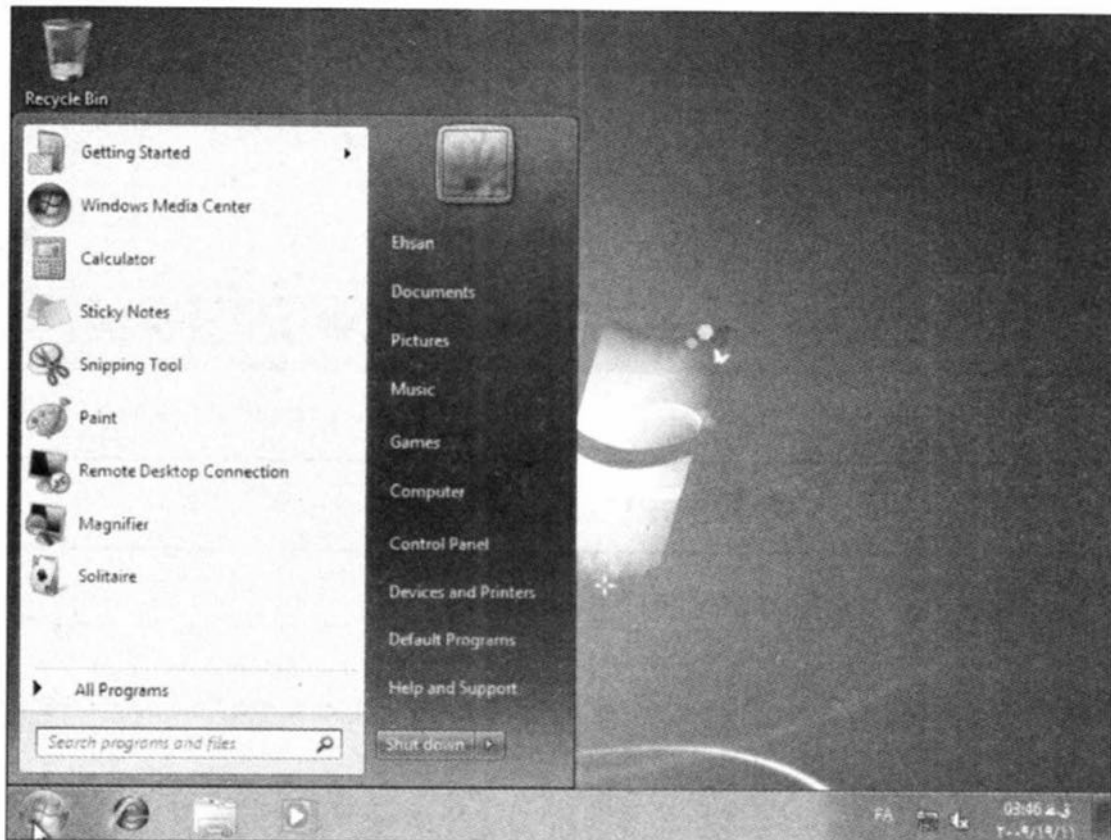 Recycle Bin
Getting Started
Windows Media Center
Calculator
Sticky Notes
Snipping Tool
Paint
Remote Desktop Connection
Magnifier
Solitaire
All Programs
Search programs and files
Ehsan
Documents
Pictures
Music
Games
Computer
Control Panel
Devices and Printers
Default Programs
Help and Support
Shut down
FA
03:46 ق.ظ